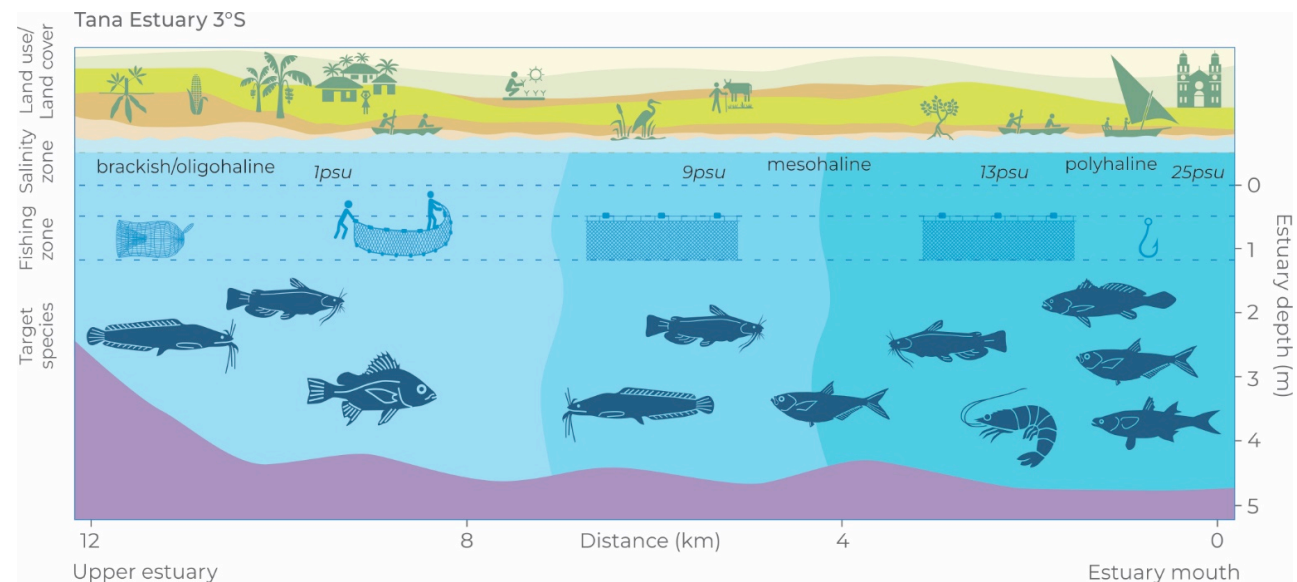 Tana Estuary 3°S
Land use/
Land cover
Salinity
zone
brackish/oligohaline
1psu
9psu
mesohaline
13psu
polyhaline
25psu
Fishing
zone
Target
species
0
1
2
3
4
5
Estuary depth (m)
12
8
Distance (km)
4
0
Upper estuary
Estuary mouth